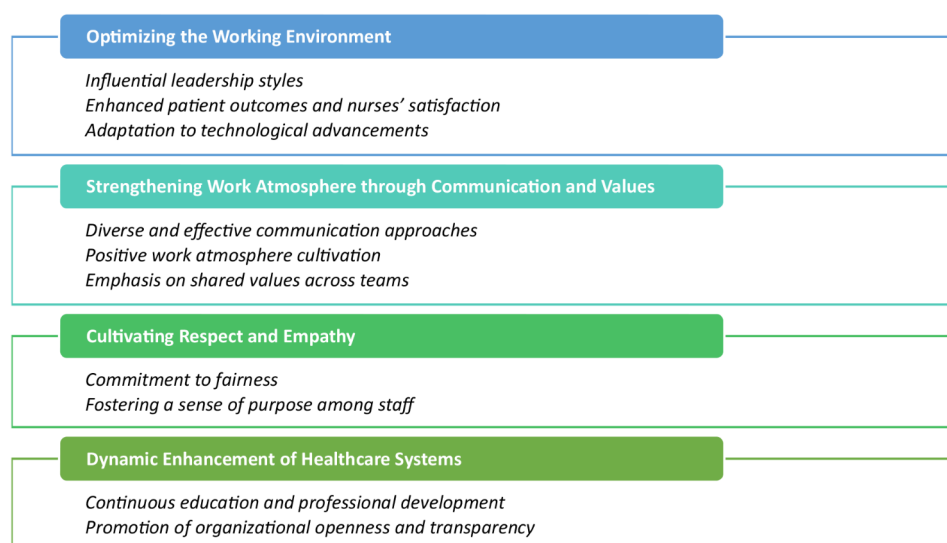 Optimizing the Working Environment
Influential leadership styles
Enhanced patient outcomes and nurses’ satisfaction
Adaptation to technological advancements
Strengthening Work Atmosphere through Communication and Values
Diverse and effective communication approaches
Positive work atmosphere cultivation
Emphasis on shared values across teams
Cultivating Respect and Empathy
Commitment to fairness
Fostering a sense of purpose among staff
Dynamic Enhancement of Healthcare Systems
Continuous education and professional development
Promotion of organizational openness and transparency